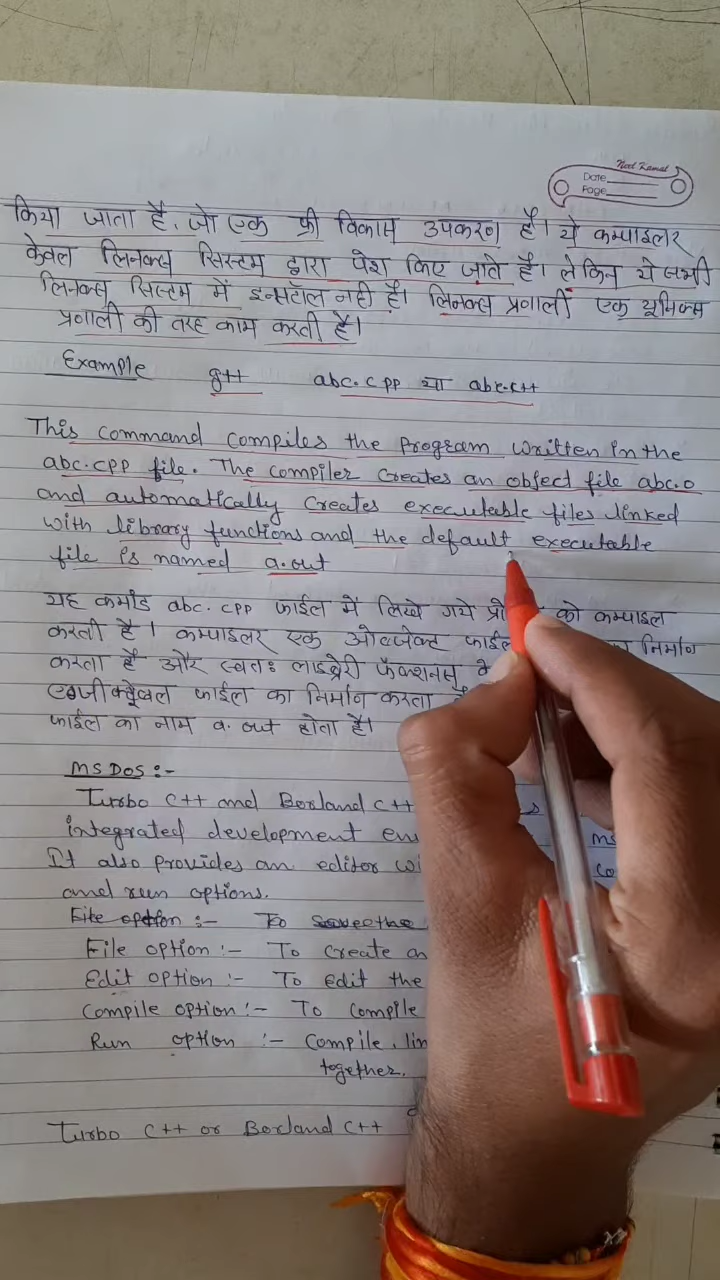 Neel Kamal
Date
Page
किया जाता है, जो एक फ्री विकास उपकरण है। ये कम्पाइलर
केवल लिनक्स सिस्टम द्वारा पेश किए जाते है। लेकिन ये सभी
लिनक्स सिस्टम में इन्सटॉल नही है। लिनक्स प्रणाली एक यूनिक्स
प्रणाली की तरह काम करती है।
Example g++ abc.cpp या abc.c++
This command compiles the program written in the
abc.cpp file. The compiler creates an object file abc.o
and automatically creates executable files linked
with library functions and the default executable
file is named a.out
यह कमांड abc.cpp फाईल में लिखे गये को कम्पाइल
करती है। कम्पाइलर एक ओब्जेक्ट फाईल निर्माण
करता है और स्वतः लाइब्रेरी फॅक्शनस
एक्जीक्यूेबल फाईल का निर्माण करता
फाईल का नाम a.out होता है।
MS DOS :-
Turbo C++ and Borland C++
integrated development
It also provides an editor
and run options.
File option :- To
File option :- To create
Edit option :- To edit the
Compile option :- To compile
Run option :- Compile,
together.
Turbo C++ or Borland C++